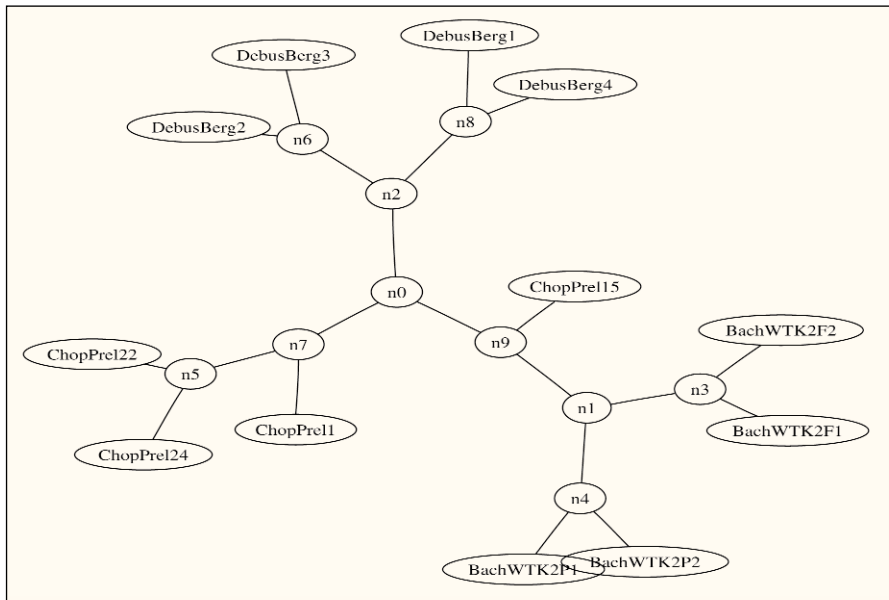 DebusBerg1
DebusBerg3
DebusBerg4
DebusBerg2
n8
n6
n2
ChopPrel15
n0
BachWTK2F2
n9
n7
ChopPrel22
n5
n3
n1
ChopPrel1
BachWTK2F1
ChopPrel24
n4
BachWTK2P2
BachWTK2P1